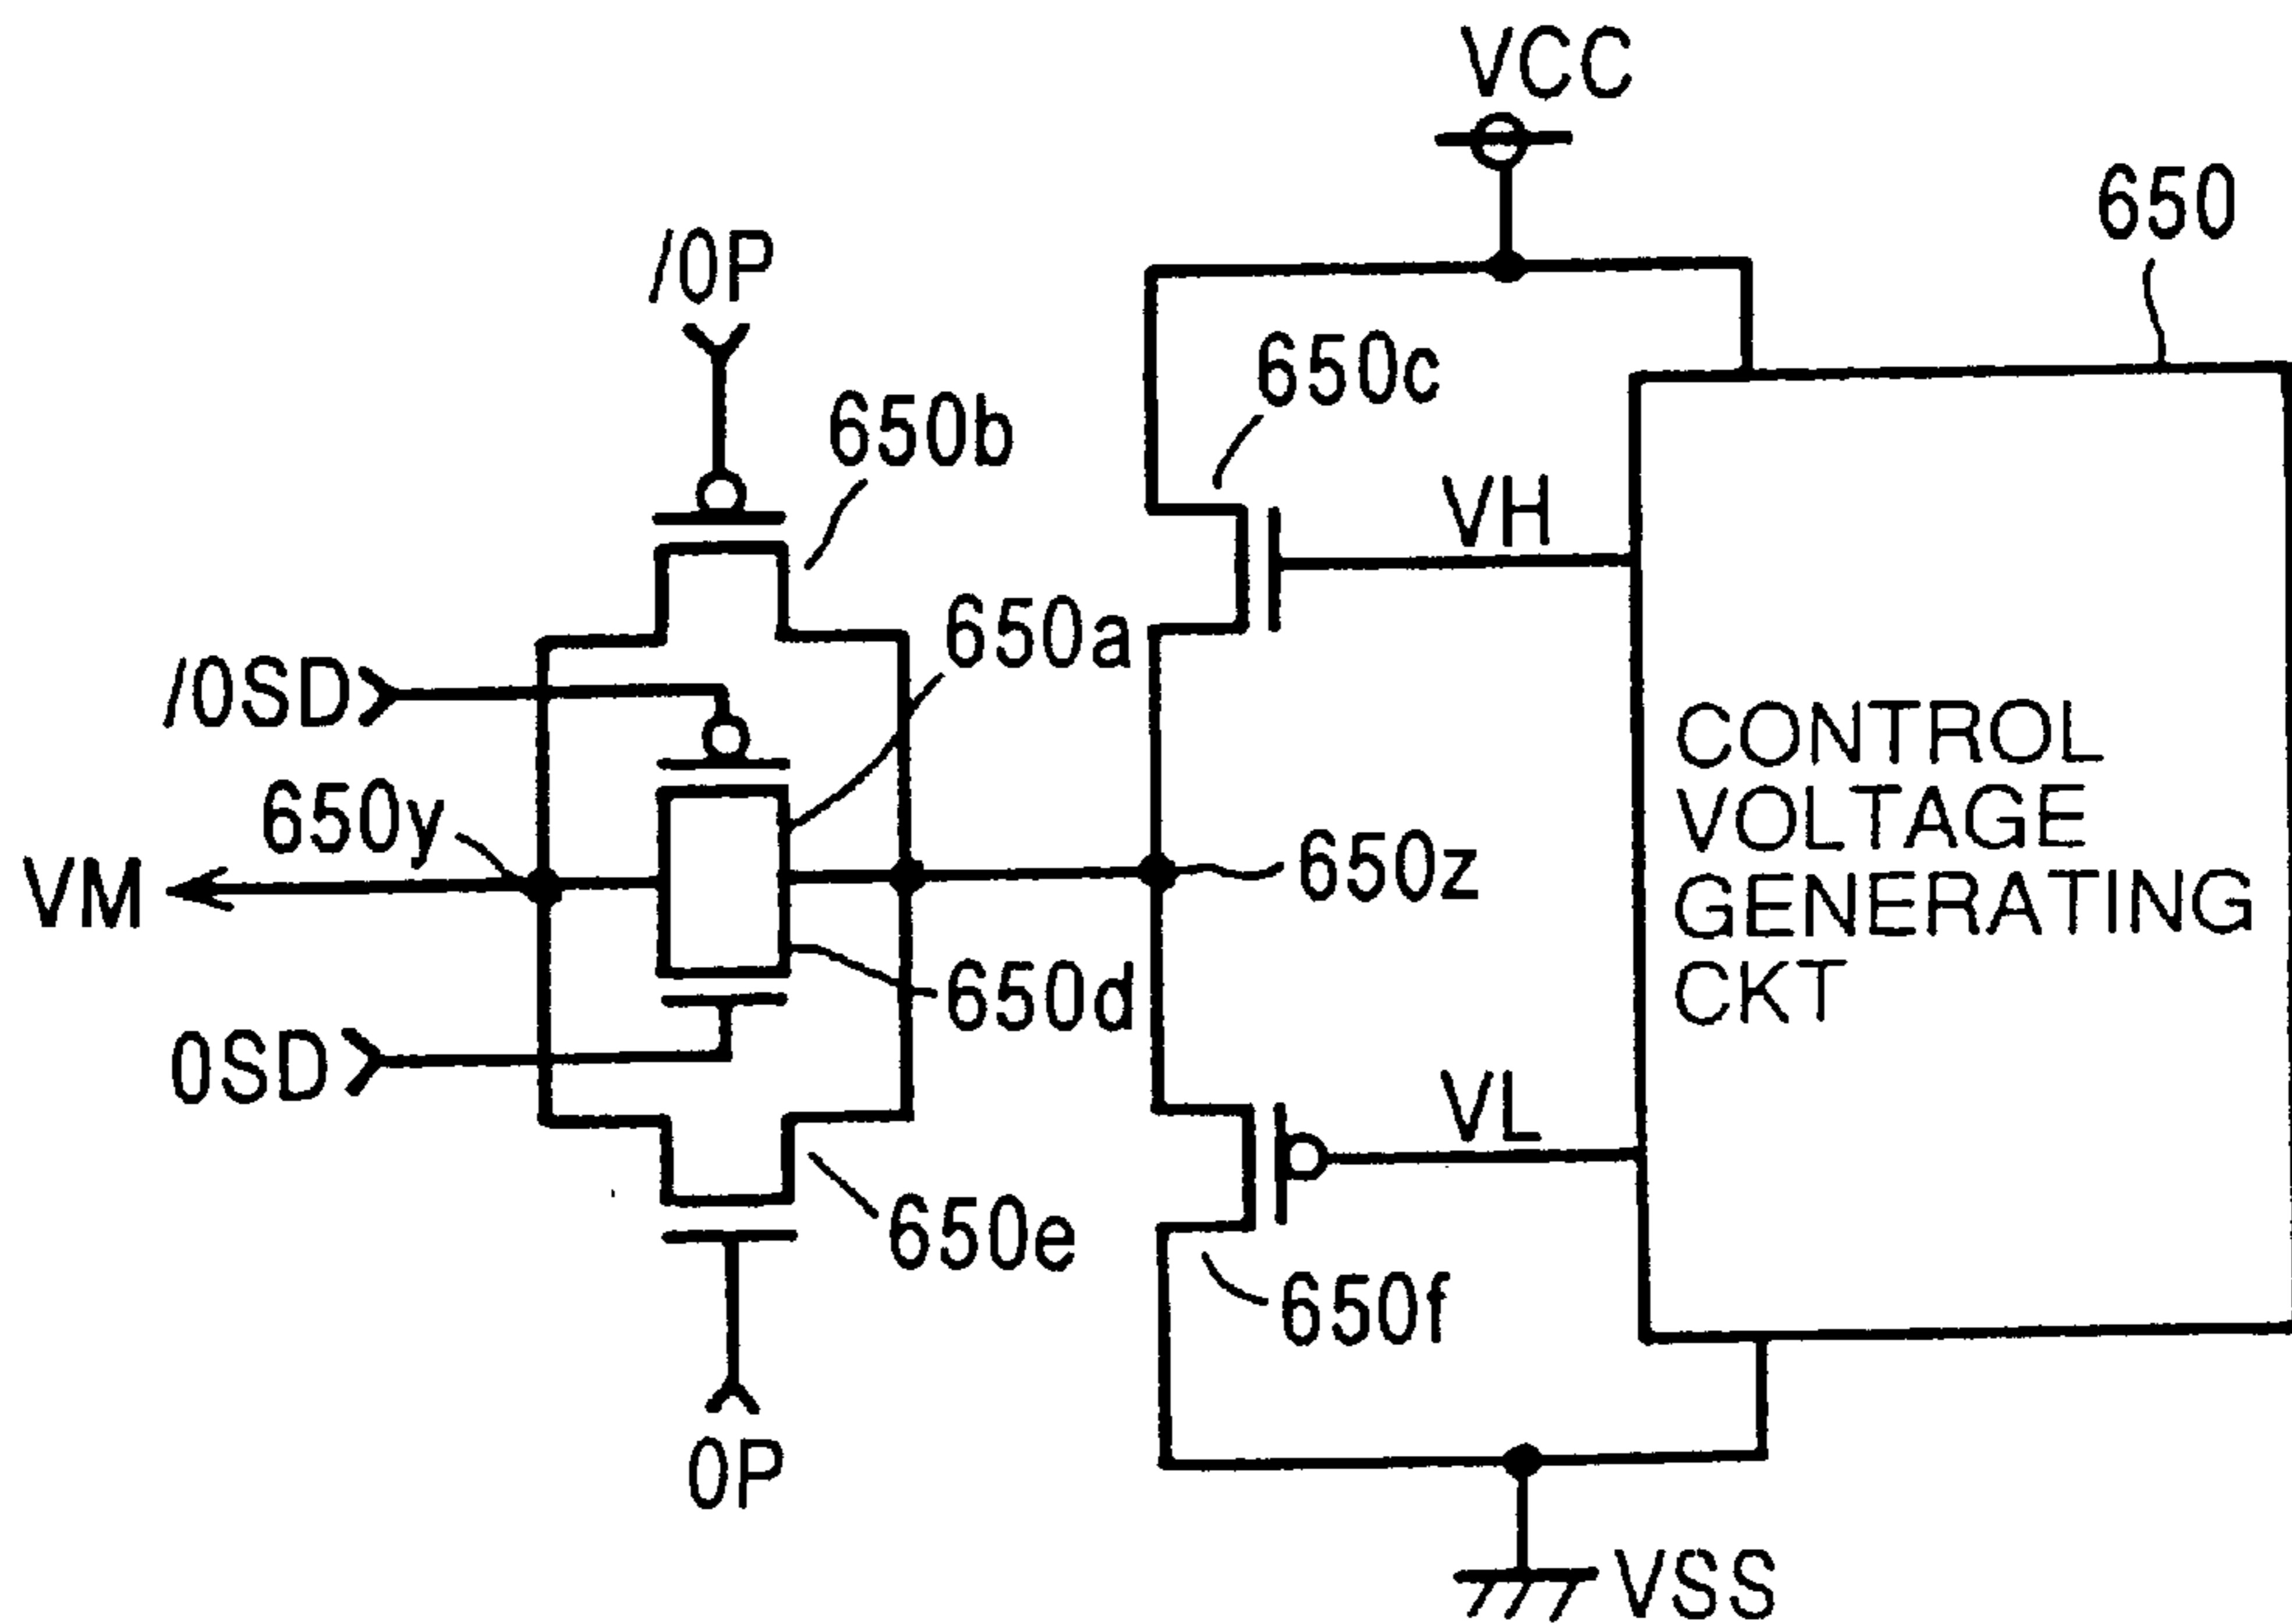 VCC
650
/0P
650c
650b
VH
650a
/0SD
CONTROL
VOLTAGE
GENERATING
CKT
650y
VM
650z
650d
0SD
VL
650e
650f
0P
VSS